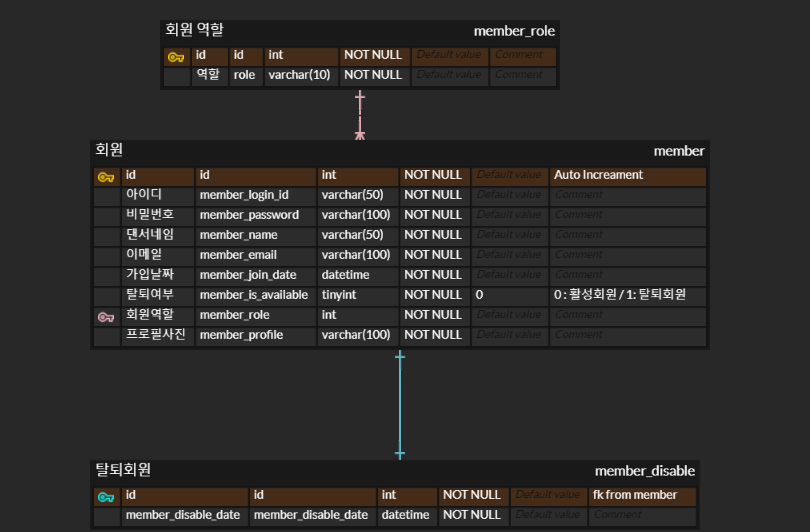 회원 역할 member_role
id id int NOT NULL Default value Comment
역할 role varchar(10) NOT NULL Default value Comment
회원 member
id id int NOT NULL Default value Auto Increament
아이디 member_login_id varchar(50) NOT NULL Default value Comment
비밀번호 member_password varchar(100) NOT NULL Default value Comment
댄서네임 member_name varchar(50) NOT NULL Default value Comment
이메일 member_email varchar(100) NOT NULL Default value Comment
가입날짜 member_join_date datetime NOT NULL Default value Comment
탈퇴여부 member_is_available tinyint NOT NULL 0 0 : 활성회원 / 1: 탈퇴회원
회원역할 member_role int NOT NULL Default value Comment
프로필사진 member_profile varchar(100) NOT NULL Default value Comment
탈퇴회원 member_disable
id id int NOT NULL Default value fk from member
member_disable_date member_disable_date datetime NOT NULL Default value Comment